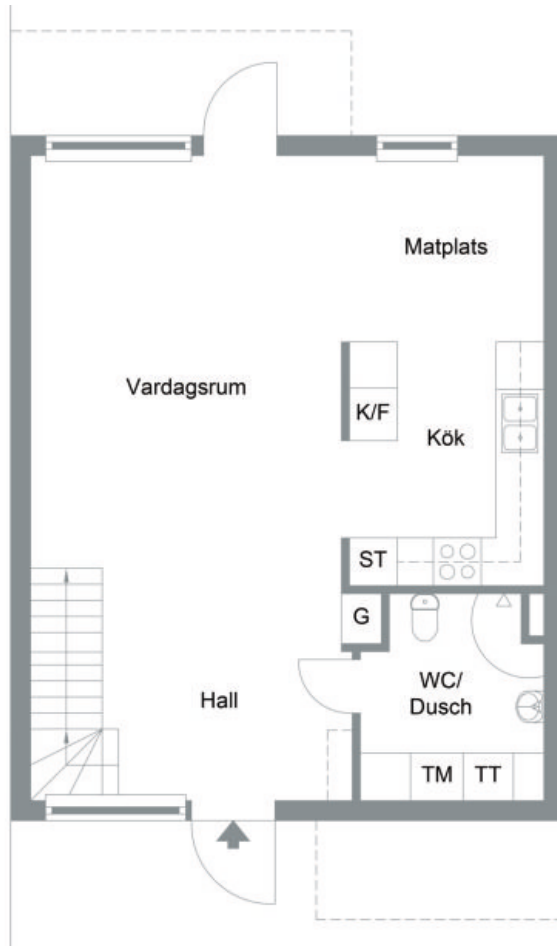 Matplats
Vardagsrum
K/F
Kök
ST
G
WC/
Dusch
Hall
TM
TT